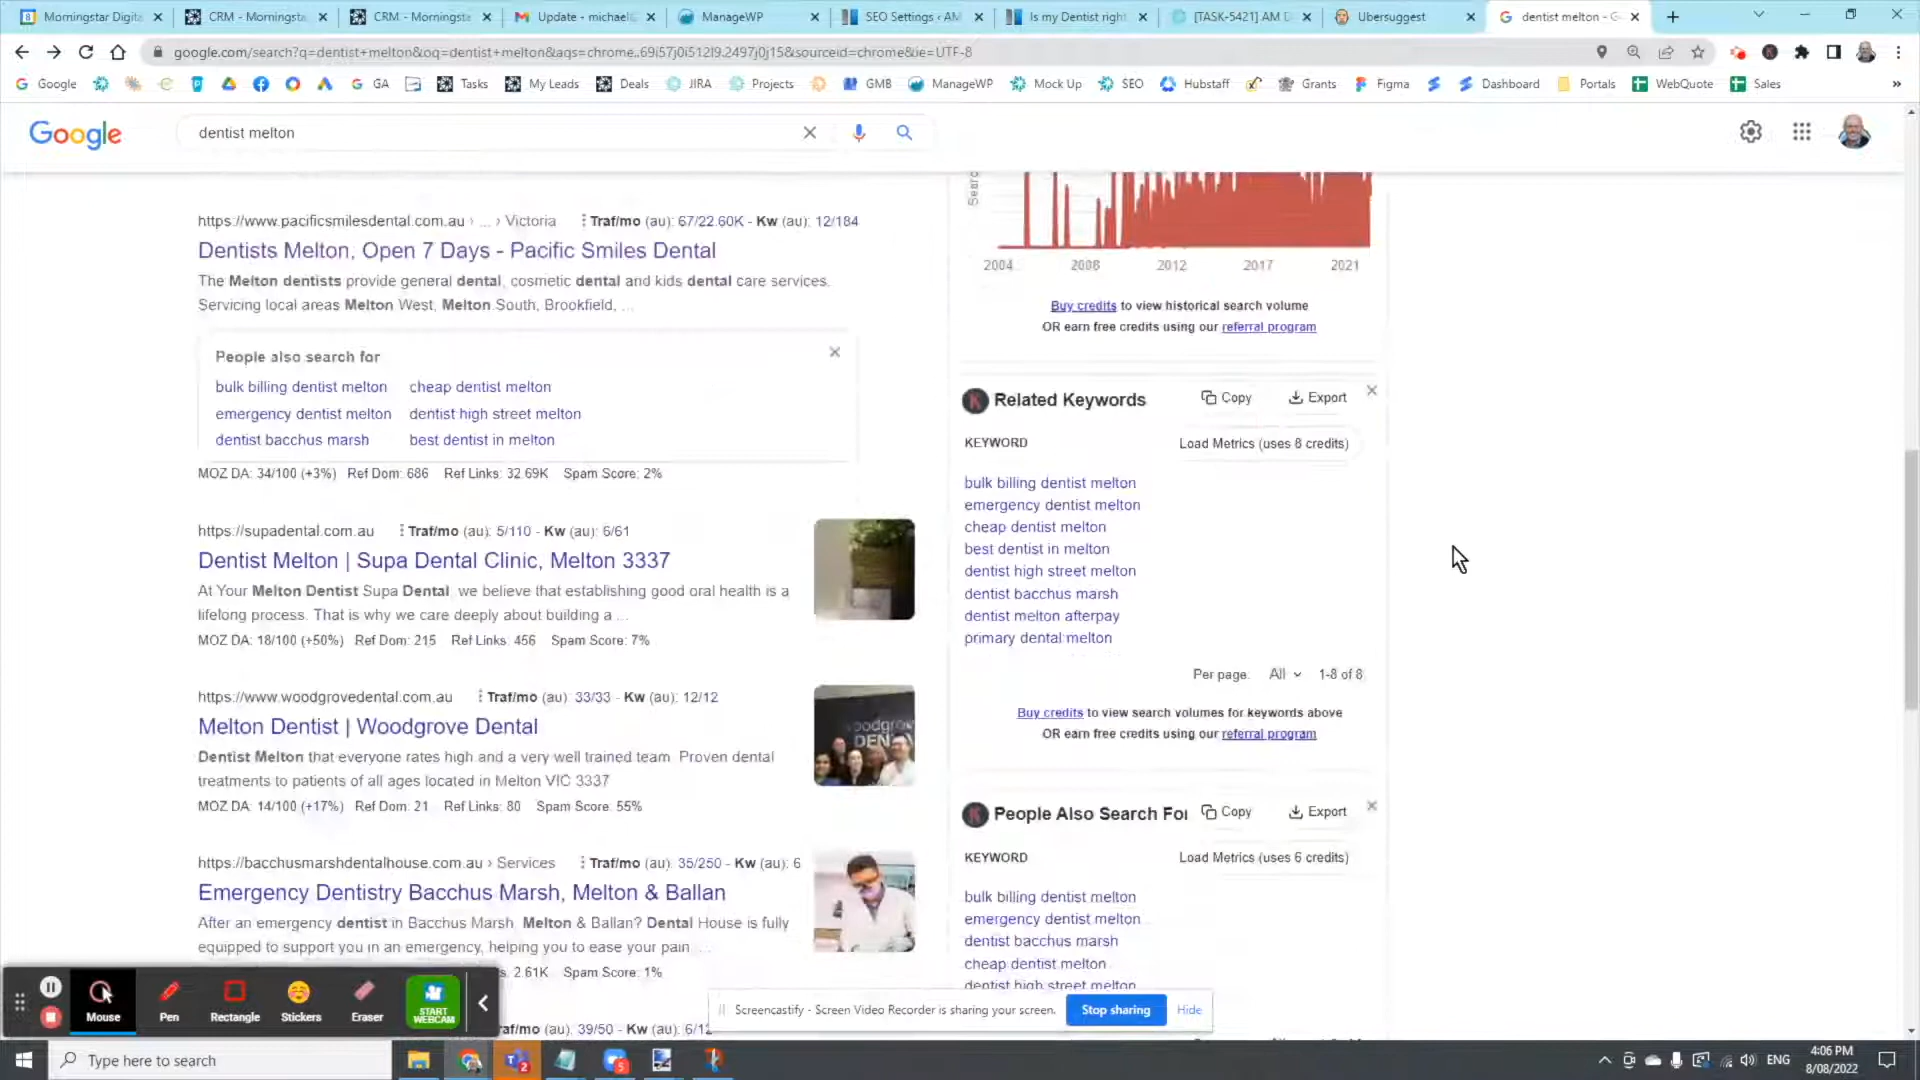 Morningstar Digita
CRM - Morningsta
CRM - Morningsta
Update - michael@
ManageWP
SEO Settings ‹ AM
Is my Dentist right
[TASK-5421] AM D
Ubersuggest
dentist melton - G
google.com/search?q=dentist+melton&oq=dentist+melton&aqs=chrome..69i57j0i512l9.2497j0j15&sourceid=chrome&ie=UTF-8
Google
GA
Tasks
My Leads
Deals
JIRA
Projects
GMB
ManageWP
Mock Up
SEO
Hubstaff
Grants
Figma
Dashboard
Portals
WebQuote
Sales
Google
dentist melton
https://www.pacificsmilesdental.com.au › ... › Victoria
Traf/mo (au): 67/22.60K - Kw (au): 12/184
Dentists Melton, Open 7 Days - Pacific Smiles Dental
The Melton dentists provide general dental, cosmetic dental and kids dental care services.
Servicing local areas Melton West, Melton South, Brookfield, ...
People also search for
bulk billing dentist melton
cheap dentist melton
emergency dentist melton
dentist high street melton
dentist bacchus marsh
best dentist in melton
MOZ DA: 34/100 (+3%) Ref Dom: 686 Ref Links: 32.69K Spam Score: 2%
https://supadental.com.au
Traf/mo (au): 5/110 - Kw (au): 6/61
Dentist Melton | Supa Dental Clinic, Melton 3337
At Your Melton Dentist Supa Dental, we believe that establishing good oral health is a
lifelong process. That is why we care deeply about building a ...
MOZ DA: 18/100 (+50%) Ref Dom: 215 Ref Links: 456 Spam Score: 7%
https://www.woodgrovedental.com.au
Traf/mo (au): 33/33 - Kw (au): 12/12
Melton Dentist | Woodgrove Dental
Dentist Melton that everyone rates high and a very well trained team. Proven dental
treatments to patients of all ages located in Melton VIC 3337
MOZ DA: 14/100 (+17%) Ref Dom: 21 Ref Links: 80 Spam Score: 55%
https://bacchusmarshdentalhouse.com.au › Services
Traf/mo (au): 35/250 - Kw (au): 6
Emergency Dentistry Bacchus Marsh, Melton & Ballan
After an emergency dentist in Bacchus Marsh, Melton & Ballan? Dental House is fully
equipped to support you in an emergency, helping you to ease your pain ...
s: 2.61K Spam Score: 1%
af/mo (au): 39/50 - Kw (au): 6/12
2004
2008
2012
2017
2021
Buy credits to view historical search volume
OR earn free credits using our referral program
Related Keywords
Copy
Export
KEYWORD
Load Metrics (uses 8 credits)
bulk billing dentist melton
emergency dentist melton
cheap dentist melton
best dentist in melton
dentist high street melton
dentist bacchus marsh
dentist melton afterpay
primary dental melton
Per page: All 1-8 of 8
Buy credits to view search volumes for keywords above
OR earn free credits using our referral program
People Also Search For
Copy
Export
KEYWORD
Load Metrics (uses 6 credits)
bulk billing dentist melton
emergency dentist melton
dentist bacchus marsh
cheap dentist melton
dentist high street melton
Mouse
Pen
Rectangle
Stickers
Eraser
START
WEBCAM
Screencastify - Screen Video Recorder is sharing your screen.
Stop sharing
Hide
Type here to search
ENG
4:06 PM
8/08/2022